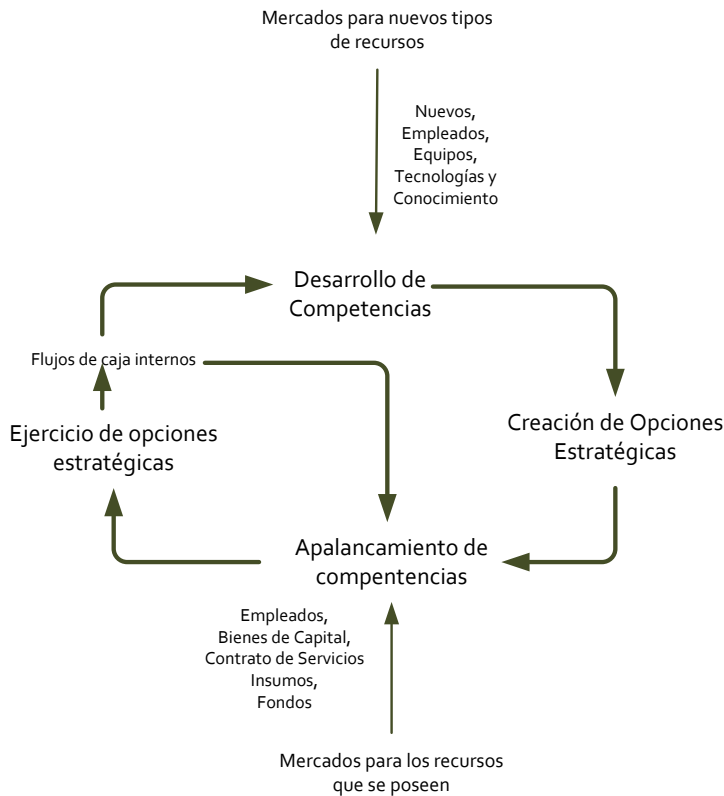 Mercados para nuevos tipos
de recursos
Nuevos,
Empleados,
Equipos,
Tecnologías y
Conocimiento
Desarrollo de
Competencias
Flujos de caja internos
Ejercicio de opciones
estratégicas
Creación de Opciones
Estratégicas
Apalancamiento de
compentencias
Empleados,
Bienes de Capital,
Contrato de Servicios
Insumos,
Fondos
Mercados para los recursos
que se poseen